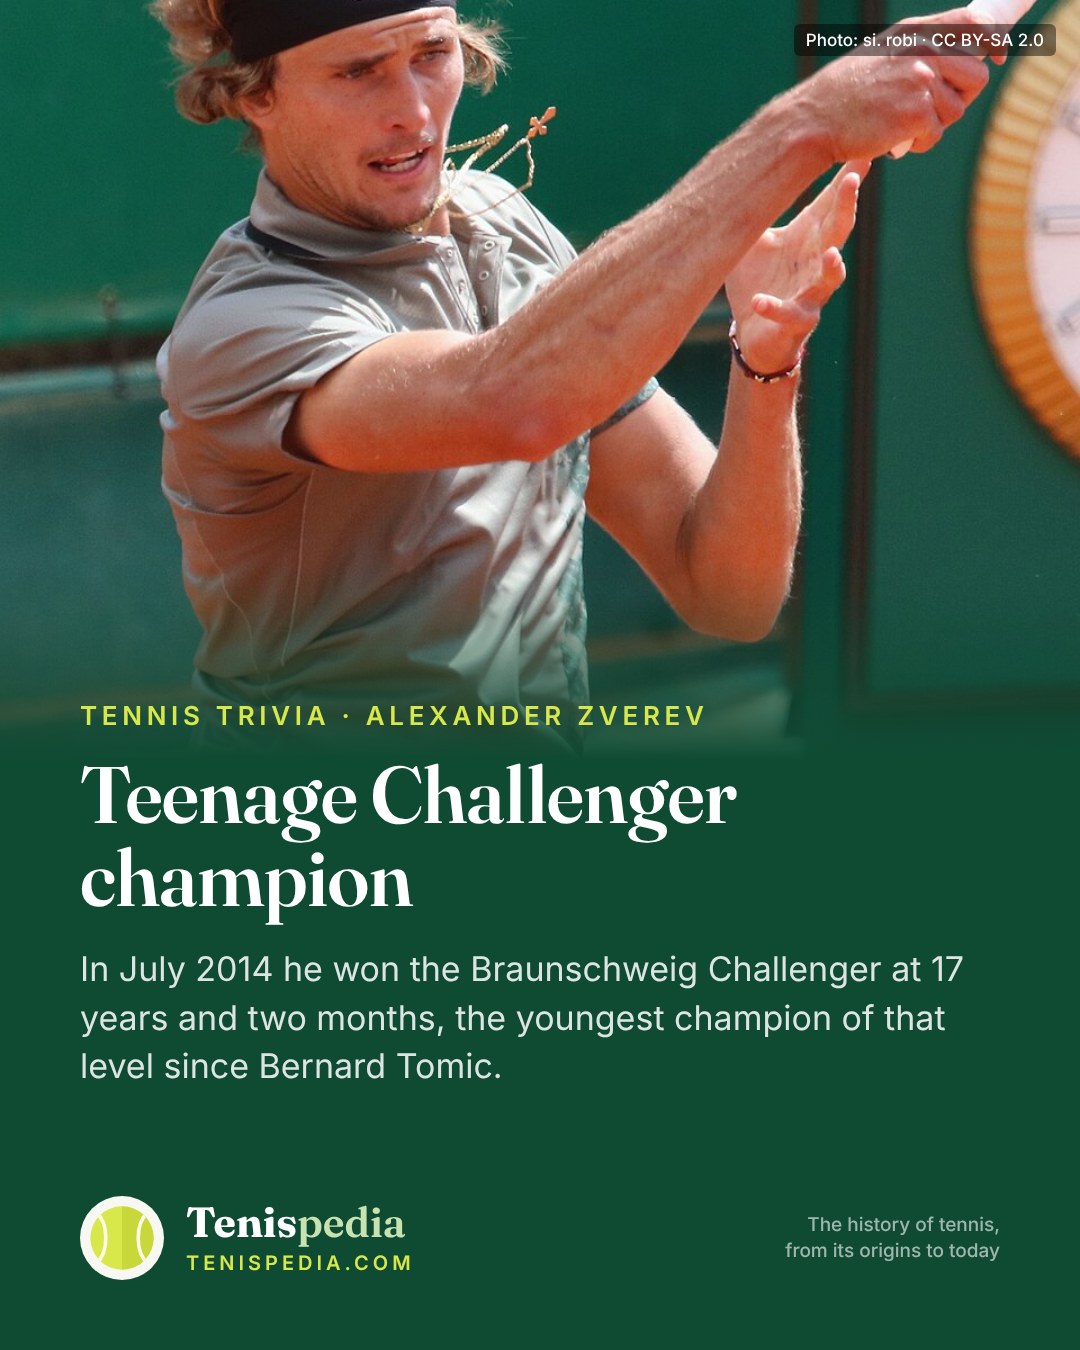 Photo: si. robi · CC BY-SA 2.0
TENNIS TRIVIA · ALEXANDER ZVEREV
Teenage Challenger
champion
In July 2014 he won the Braunschweig Challenger at 17
years and two months, the youngest champion of that
level since Bernard Tomic.
Tenispedia
TENISPEDIA.COM
The history of tennis,
from its origins to today